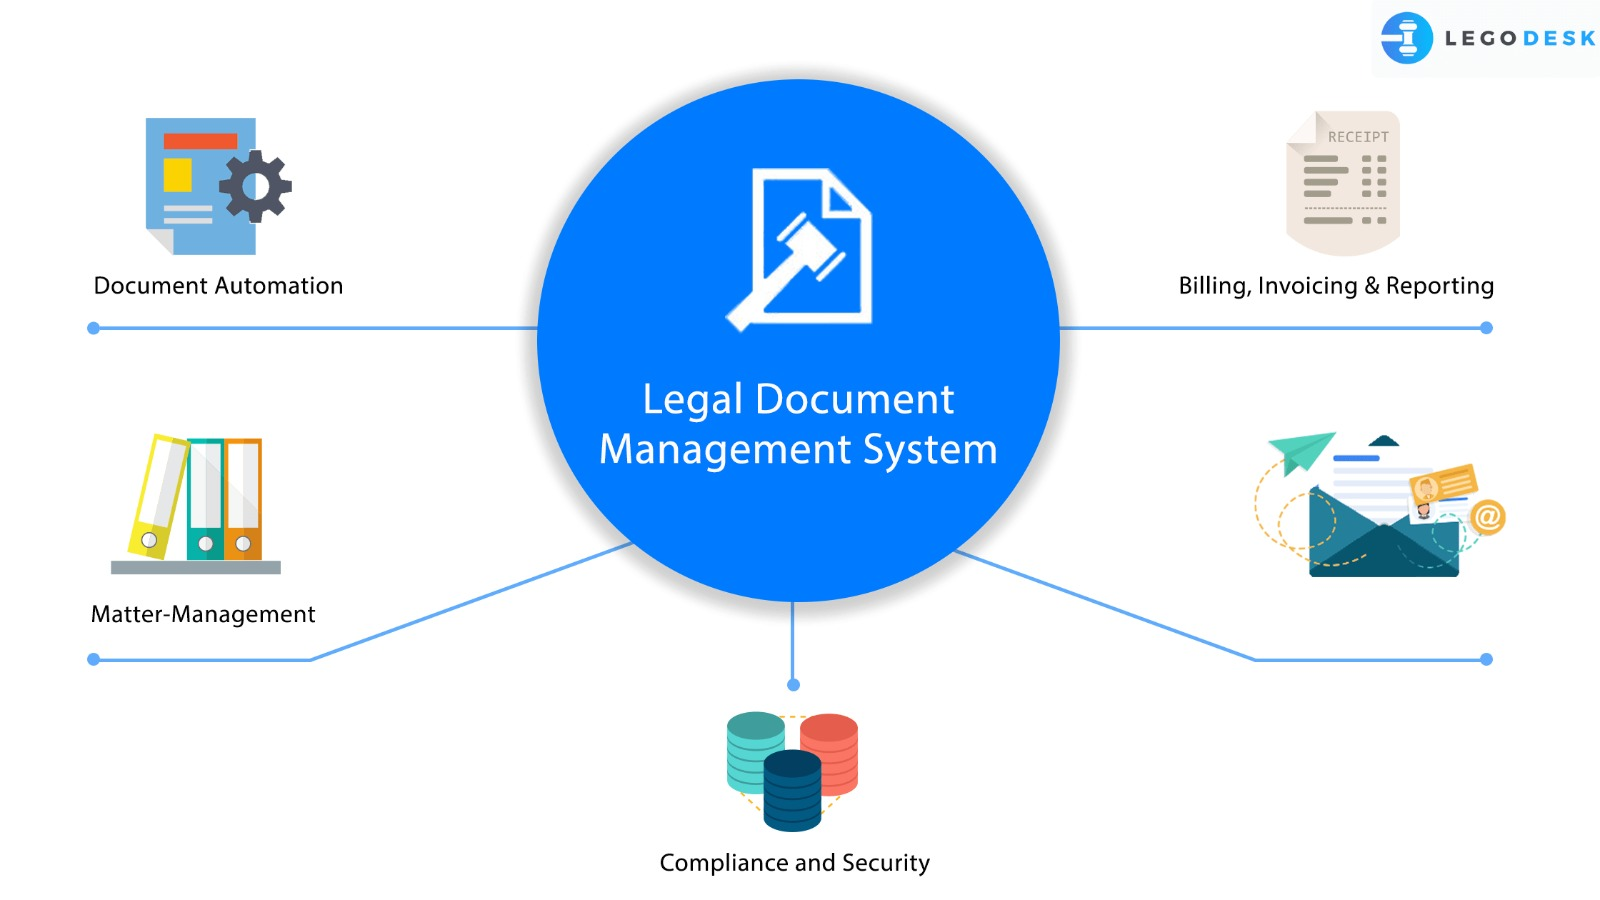 LEGODESK
RECEIPT
Document Automation
Billing, Invoicing & Reporting
Legal Document
Management System
@
Matter-Management
Compliance and Security